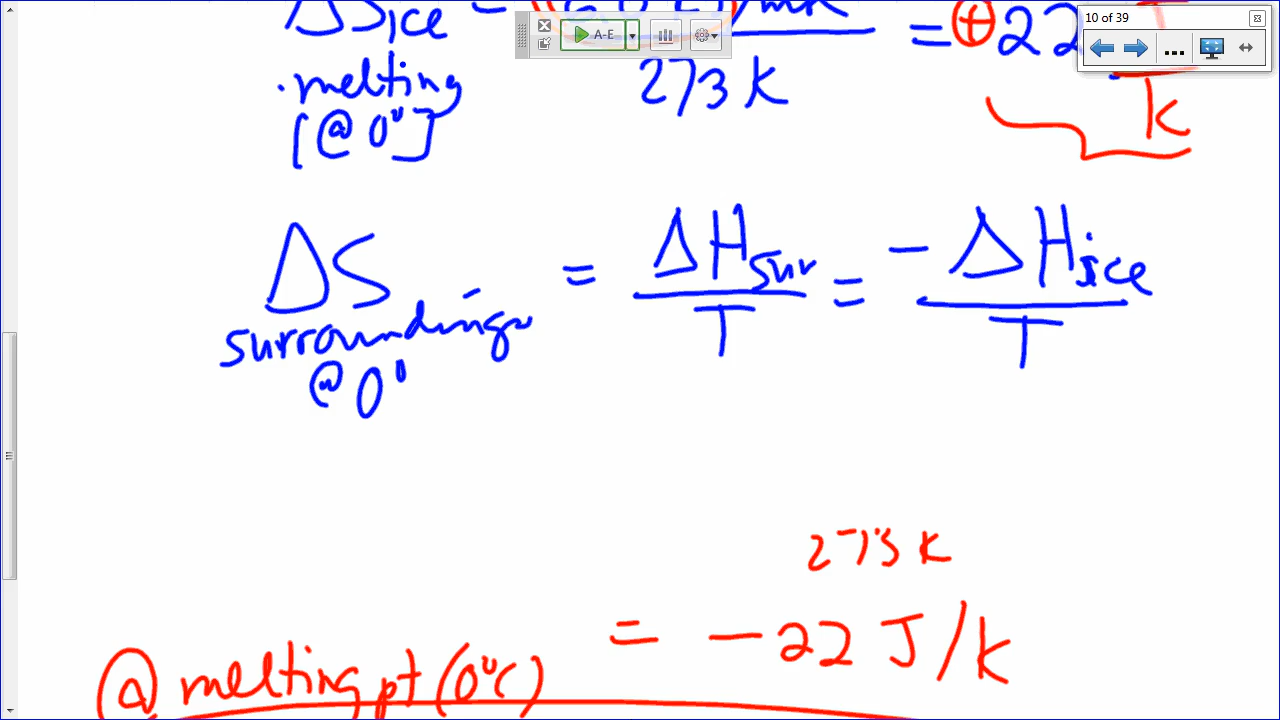 10 of 39
A-E
ΔS ice = = ⊕ 22
273 K K
melting
[@ 0°]
ΔS = ΔH sur / T = - ΔH ice / T
surroundings
@ 0°
273 K
= - 22 J/K
@ melting pt (0°C)